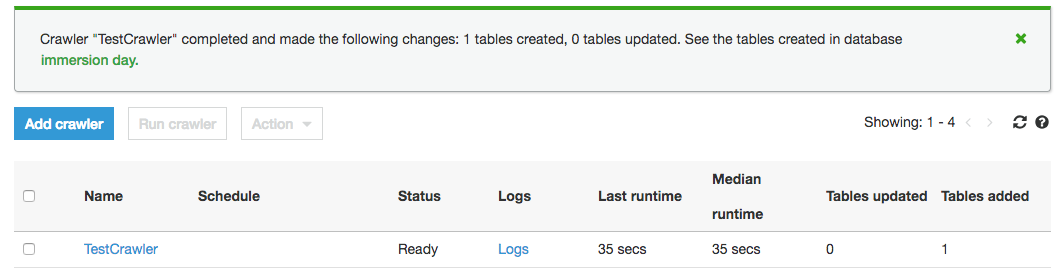 Crawler "TestCrawler" completed and made the following changes: 1 tables created, 0 tables updated. See the tables created in database
immersion day.
Add crawler Run crawler Action Showing: 1 - 4
Name Schedule Status Logs Last runtime Median runtime Tables updated Tables added
TestCrawler Ready Logs 35 secs 35 secs 0 1